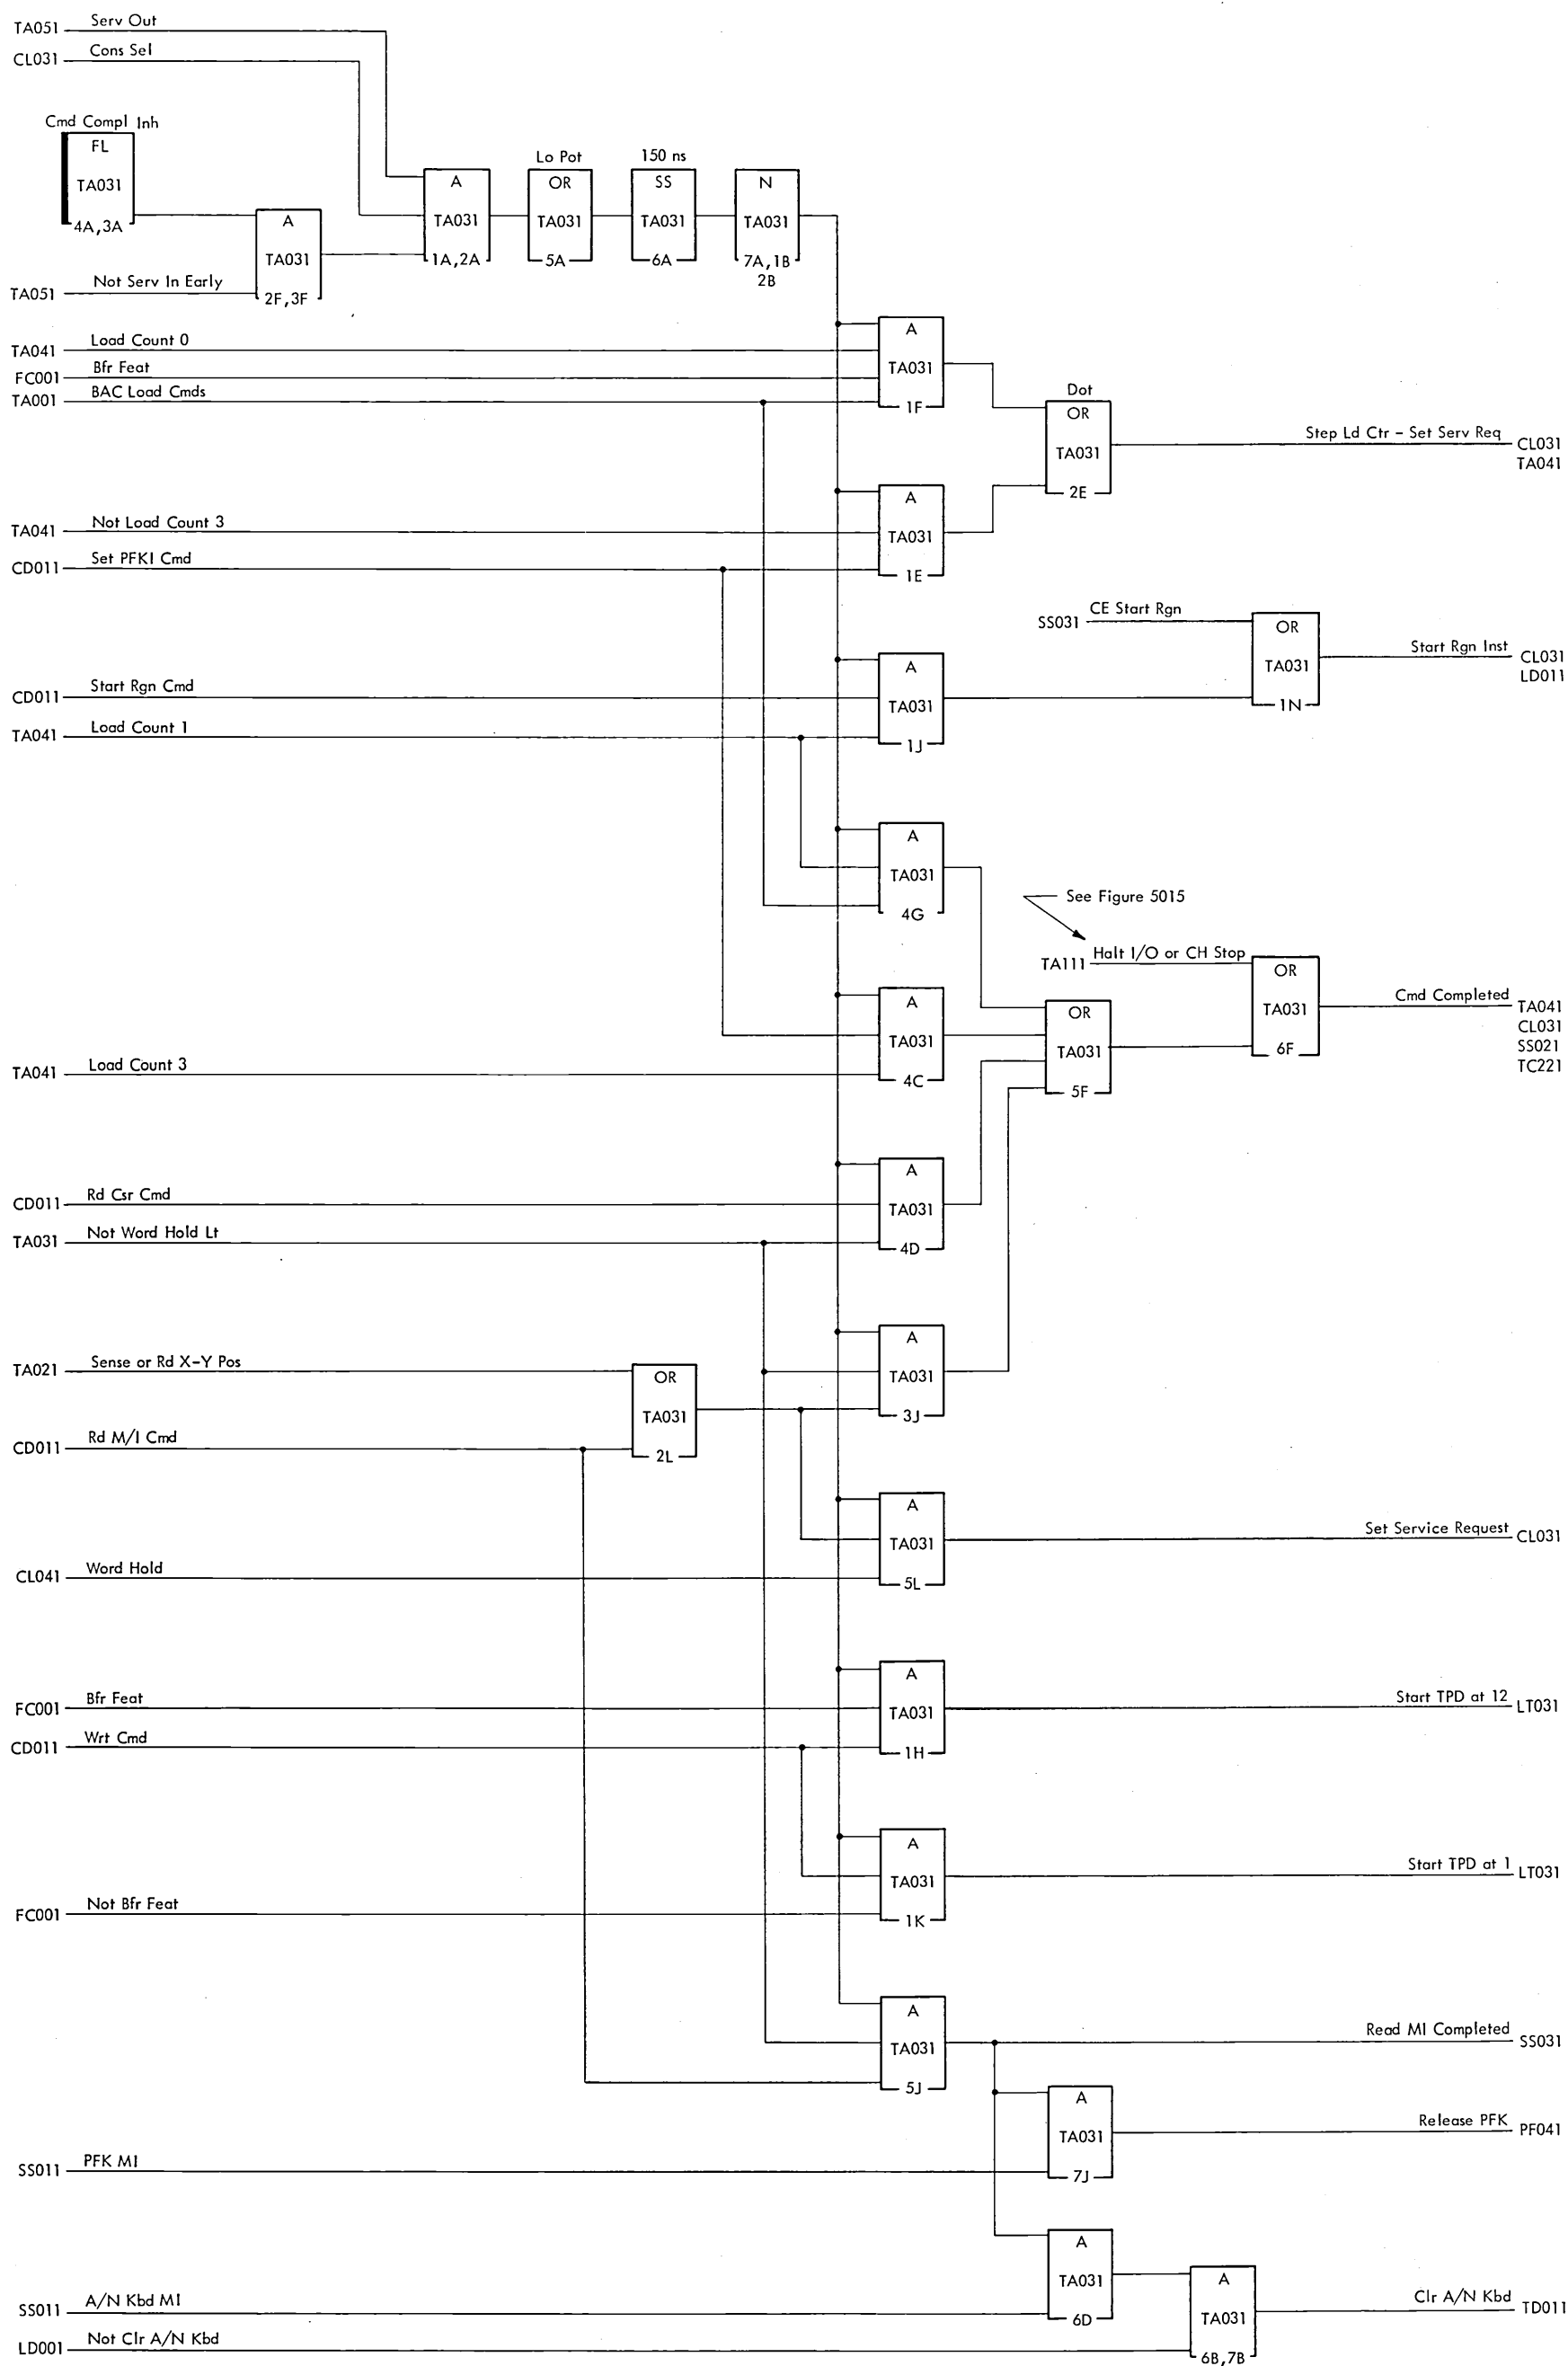 TA051 Serv Out
CL031 Cons Sel
Cmd Compl Inh
FL
TA031
4A,3A
A
TA031
2F,3F
TA051 Not Serv In Early
A
TA031
1A,2A
Lo Pot
OR
TA031
5A
150 ns
SS
TA031
6A
N
TA031
7A,1B
2B
TA041 Load Count 0
FC001 Bfr Feat
TA001 BAC Load Cmds
A
TA031
1F
Dot
OR
TA031
2E
Step Ld Ctr - Set Serv Req CL031
TA041
TA041 Not Load Count 3
CD011 Set PFKI Cmd
A
TA031
1E
SS031 CE Start Rgn
OR
TA031
1N
Start Rgn Inst CL031
LD011
CD011 Start Rgn Cmd
TA041 Load Count 1
A
TA031
1J
A
TA031
4G
See Figure 5015
TA111 Halt I/O or CH Stop
OR
TA031
6F
Cmd Completed TA041
CL031
SS021
TC221
A
TA031
4C
OR
TA031
5F
TA041 Load Count 3
CD011 Rd Csr Cmd
TA031 Not Word Hold Lt
A
TA031
4D
TA021 Sense or Rd X-Y Pos
CD011 Rd M/I Cmd
OR
TA031
2L
A
TA031
3J
A
TA031
5L
Set Service Request CL031
CL041 Word Hold
FC001 Bfr Feat
CD011 Wrt Cmd
A
TA031
1H
Start TPD at 12 LT031
A
TA031
1K
Start TPD at 1 LT031
FC001 Not Bfr Feat
A
TA031
5J
Read MI Completed SS031
A
TA031
7J
Release PFK PF041
SS011 PFK MI
A
TA031
6D
SS011 A/N Kbd MI
LD001 Not Clr A/N Kbd
A
TA031
6B,7B
Clr A/N Kbd TD011